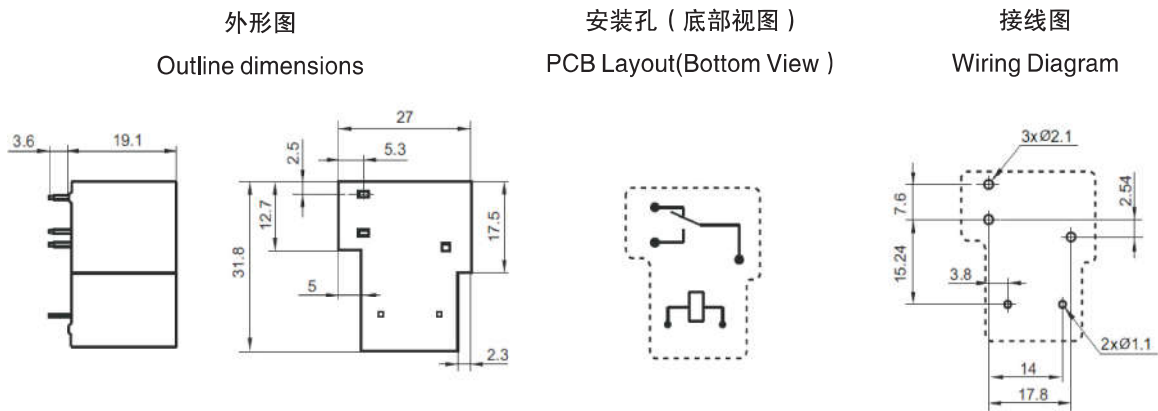 外形图
Outline dimensions
安装孔（底部视图）
PCB Layout(Bottom View )
接线图
Wiring Diagram
3.6
19.1
27
5.3
2.5
12.7
31.8
17.5
5
2.3
3xØ2.1
7.6
2.54
15.24
3.8
2xØ1.1
14
17.8